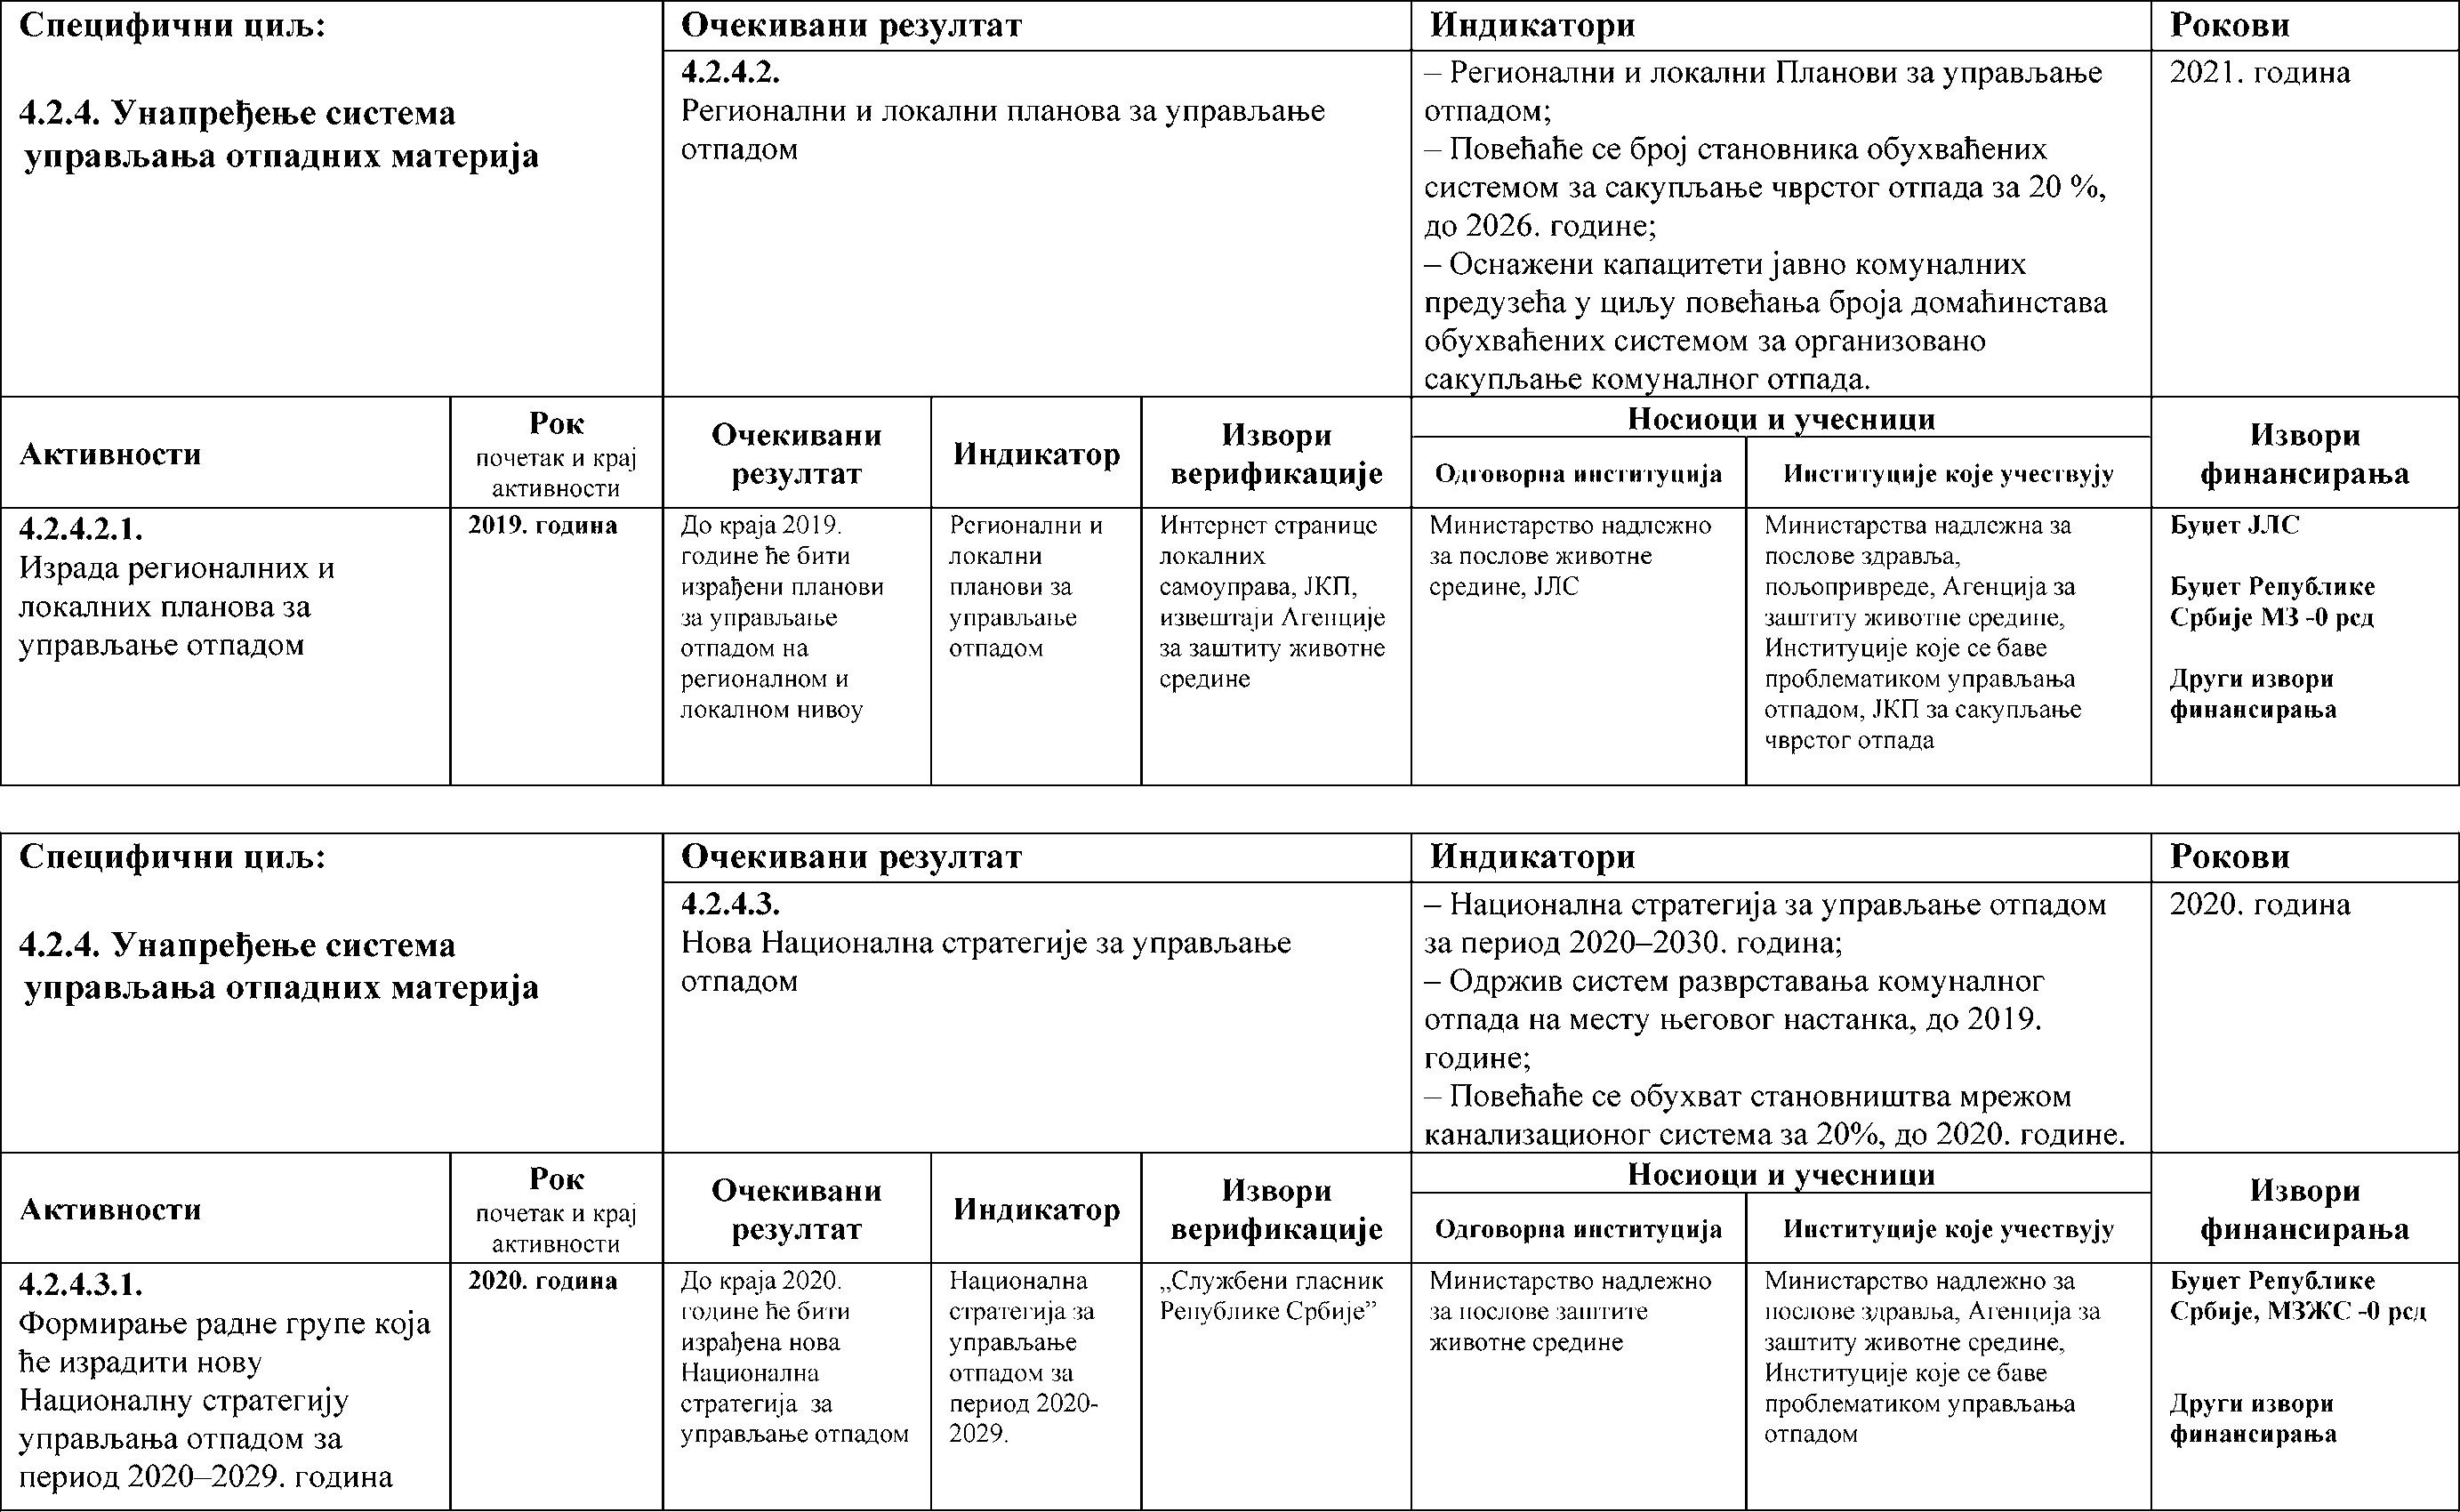 Специфични циљ:
4.2.4. Унапређење система
управљања отпадних материја
Очекивани резултат
4.2.4.2.
Регионални и локални планова за управљање
отпадом
Индикатори
– Регионални и локални Планови за управљање
отпадом;
– Повећаће се број становника обухваћених
системом за сакупљање чврстог отпада за 20 %,
до 2026. године;
– Оснажени капацитети јавно комуналних
предузећа у циљу повећања броја домаћинстава
обухваћених системом за организовано
сакупљање комуналног отпада.
Рокови
2021. година
Активности
Рок
почетак и крај
активности
Очекивани
резултат
Индикатор
Извори
верификације
Носиоци и учесници
Одговорна институција
Институције које учествују
Извори
финансирања
4.2.4.2.1.
Израда регионалних и
локалних планова за
управљање отпадом
2019. година
До краја 2019.
године ће бити
израђени планови
за управљање
отпадом на
регионалном и
локалном нивоу
Регионални и
локални
планови за
управљање
отпадом
Интернет странице
локалних
самоуправа, ЈКП,
извештаји Агенције
за заштиту животне
средине
Министарство надлежно
за послове животне
средине, ЈЛС
Министарства надлежна за
послове здравља,
пољопривреде, Агенција за
заштиту животне средине,
Институције које се баве
проблематиком управљања
отпадом, ЈКП за сакупљање
чврстог отпада
Буџет ЈЛС
Буџет Републике
Србије МЗ -0 рсд
Други извори
финансирања
Специфични циљ:
4.2.4. Унапређење система
управљања отпадних материја
Очекивани резултат
4.2.4.3.
Нова Национална стратегије за управљање
отпадом
Индикатори
– Национална стратегија за управљање отпадом
за период 2020–2030. година;
– Одржив систем разврставања комуналног
отпада на месту његовог настанка, до 2019.
године;
– Повећаће се обухват становништва мрежом
канализационог система за 20%, до 2020. године.
Рокови
2020. година
Активности
Рок
почетак и крај
активности
Очекивани
резултат
Индикатор
Извори
верификације
Носиоци и учесници
Одговорна институција
Институције које учествују
Извори
финансирања
4.2.4.3.1.
Формирање радне групе која
ће израдити нову
Националну стратегију
управљања отпадом за
период 2020–2029. година
2020. година
До краја 2020.
године ће бити
израђена нова
Национална
стратегија за
управљање отпадом
Национална
стратегија за
управљање
отпадом за
период 2020-
2029.
„Службени гласник
Републике Србије”
Министарство надлежно
за послове заштите
животне средине
Министарство надлежно за
послове здравља, Агенција за
заштиту животне средине,
Институције које се баве
проблематиком управљања
отпадом
Буџет Републике
Србије, МЗЖС -0 рсд
Други извори
финансирања